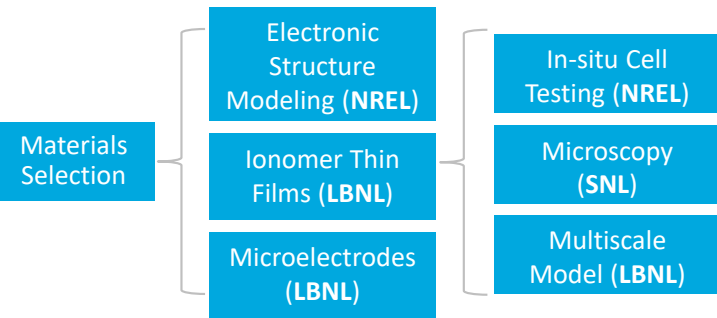 Materials
Selection
Electronic
Structure
Modeling (NREL)
Ionomer Thin
Films (LBNL)
Microelectrodes
(LBNL)
In-situ Cell
Testing (NREL)
Microscopy
(SNL)
Multiscale
Model (LBNL)